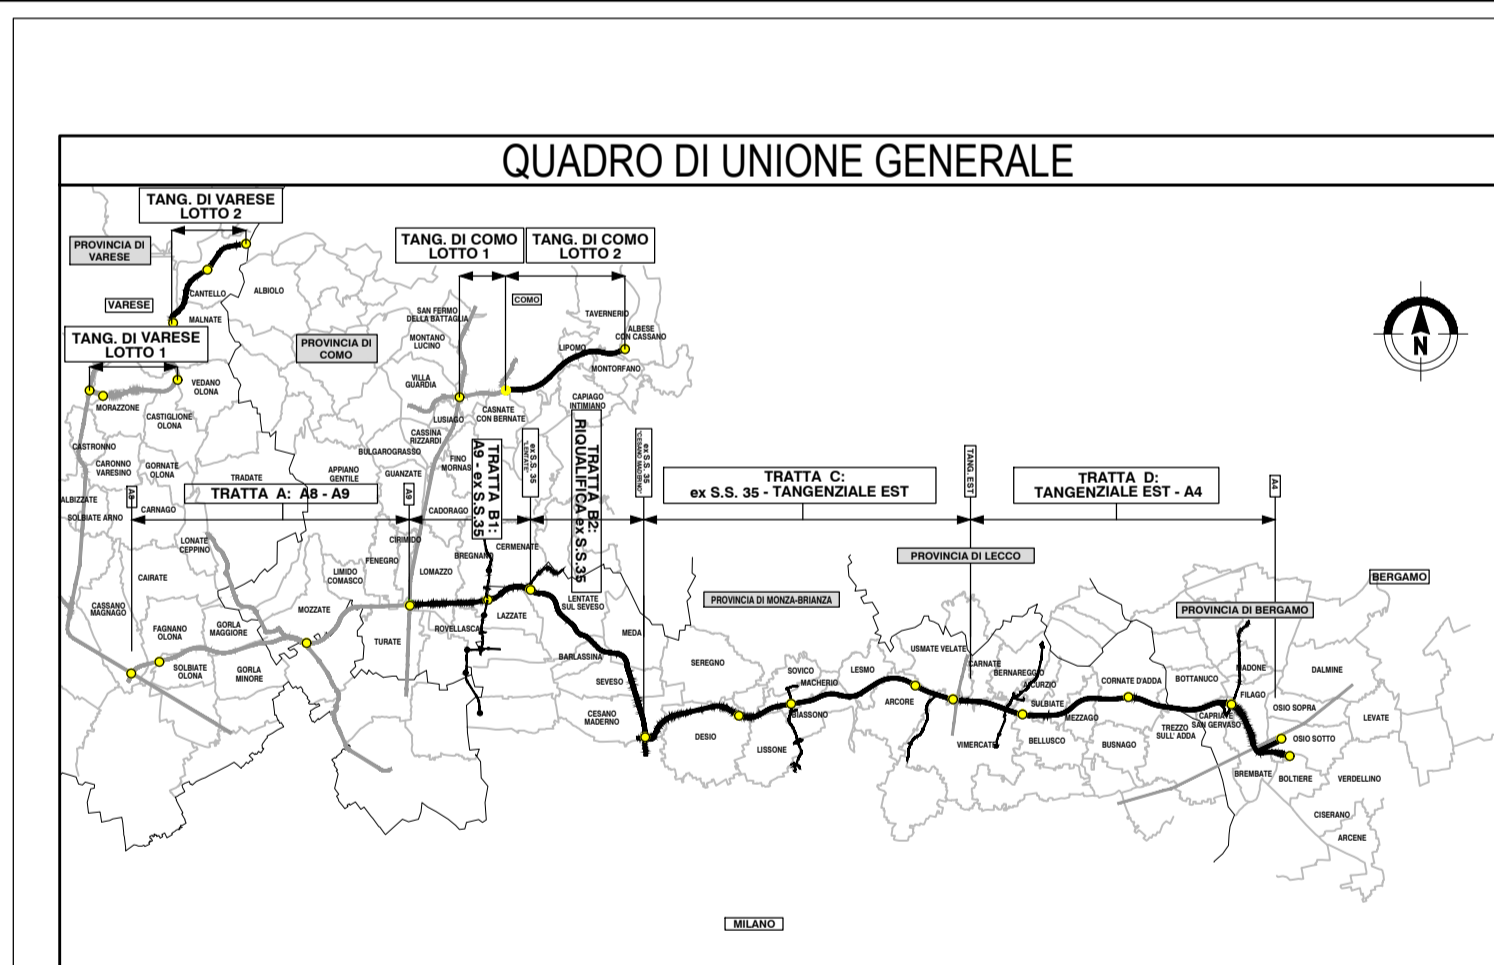 QUADRO DI UNIONE GENERALE
TANG. DI VARESE
LOTTO 2
PROVINCIA DI
VARESE
TANG. DI COMO
LOTTO 1
TANG. DI COMO
LOTTO 2
CANTELLO
ALBIOLO
VARESE
MALNATE
COMO
SAN FERMO
DELLA BATTAGLIA
TAVERNERIO
ALBESE
CON CASSANO
TANG. DI VARESE
LOTTO 1
PROVINCIA DI
COMO
MONTANO
LUCINO
LIPOMO
MONTORFANO
VILLA
GUARDIA
VEDANO
OLONA
MORAZZONE
CASTIGLIONE
OLONA
LUSIAGO
CASNATE
CON BERNATE
CAPIAGO
INTIMIANO
CASSINA
RIZZARDI
CASTRONNO
BULGAROGRASSO
CARONNO
VARESINO
GORNATE
OLONA
TRADATE
APPIANO
GENTILE
GUANZATE
FINO
MORNAS
TRATTA B1:
A9 - ex S.S.35
ex S.S. 35
"LENTATE"
TRATTA B2:
RIQUALIFICA ex S.S.35
ex S.S. 35
"CESANO MADERNO"
TANG. EST
A4
A8
A9
TRATTA A: A8 - A9
TRATTA C:
ex S.S. 35 - TANGENZIALE EST
TRATTA D:
TANGENZIALE EST - A4
ALBIZZATE
SOLBIATE ARNO
CARNAGO
CADORAGO
CIRIMIDO
LONATE
CEPPINO
FENEGRO
BREGNANO
CERMENATE
PROVINCIA DI LECCO
CAIRATE
LIMIDO
COMASCO
LOMAZZO
BERGAMO
CASSANO
MAGNAGO
MOZZATE
LAZZATE
LENTATE
SUL SEVESO
PROVINCIA DI MONZA-BRIANZA
PROVINCIA DI BERGAMO
FAGNANO
OLONA
GORLA
MAGGIORE
ROVELLASCA
TURATE
MEDA
SOLBIATE
OLONA
GORLA
MINORE
BARLASSINA
SEVESO
SEREGNO
SOVICO
MACHERIO
LESMO
USMATE VELATE
CARNATE
BERNAREGGIO
AICURZIO
CORNATE D'ADDA
BOTTANUCO
MADONE
DALMINE
FILAGO
CESANO
MADERNO
DESIO
BIASSONO
LISSONE
ARCORE
SULBIATE
MEZZAGO
VIMERCATE
BELLUSCO
BUSNAGO
TREZZO
SULL' ADDA
CAPRIATE
SAN GERVASO
OSIO SOPRA
LEVATE
OSIO SOTTO
BREMBATE
BOLTIERE
VERDELLINO
CISERANO
ARCENE
N
MILANO